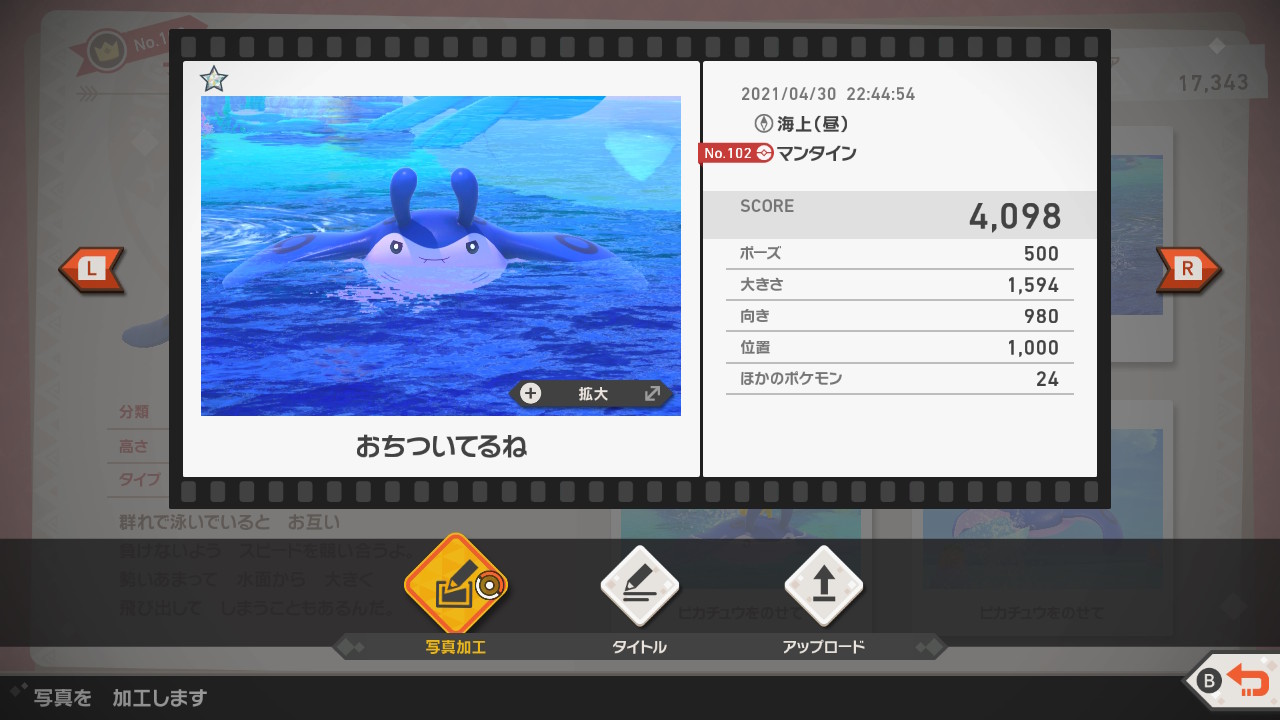 No.1
17,343
2021/04/30 22:44:54
海上(昼)
No.102 マンタイン
SCORE 4,098
ポーズ 500
大きさ 1,594
向き 980
位置 1,000
ほかのポケモン 24
拡大
おちついてるね
L
R
分類
高さ
タイプ
群れで泳いでいると お互い
負けないよう スピードを競い合うよ。
勢いあまって 水面から 大きく
飛び出して しまうこともあるんだ。
ピカチュウをのせて
ピカチュウをのせて
写真加工
タイトル
アップロード
B
写真を 加工します